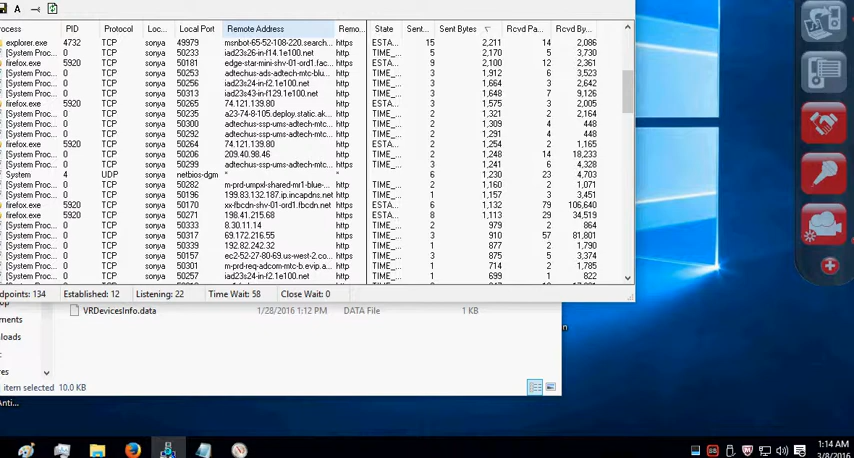 A
rocess PID Protocol Loc... Local Port Remote Address Remo... State Sent... Sent Bytes Rcvd Pa... Rcvd By...
explorer.exe 4732 TCP sonya 49979 msnbot-65-52-108-220.search... https ESTA... 15 2,211 14 2,086
[System Proc... 0 TCP sonya 50233 iad23s24-in-f14.1e100.net http TIME_... 2 2,170 5 3,730
firefox.exe 5920 TCP sonya 50181 edge-star-mini-shv-01-ord1.fac... https ESTA... 9 2,100 12 2,361
[System Proc... 0 TCP sonya 50253 adtechus-ads-adtech-mtc-blu... http TIME_... 3 1,912 6 3,523
[System Proc... 0 TCP sonya 50256 iad23s24-in-f2.1e100.net http TIME_... 3 1,664 3 2,642
[System Proc... 0 TCP sonya 50313 iad23s43-in-f129.1e100.net http TIME_... 2 1,648 7 9,126
firefox.exe 5920 TCP sonya 50265 74.121.139.80 http ESTA... 3 1,575 3 2,005
[System Proc... 0 TCP sonya 50235 a23-74-8-105.deploy.static.ak... http TIME_... 2 1,321 2 2,164
[System Proc... 0 TCP sonya 50300 adtechus-ssp-ums-adtech-mtc... http TIME_... 2 1,309 4 448
[System Proc... 0 TCP sonya 50292 adtechus-ssp-ums-adtech-mtc... http TIME_... 2 1,291 4 448
firefox.exe 5920 TCP sonya 50264 74.121.139.80 http ESTA... 2 1,254 2 1,165
[System Proc... 0 TCP sonya 50206 209.40.98.46 http TIME_... 2 1,248 14 18,233
[System Proc... 0 TCP sonya 50299 adtechus-ssp-ums-adtech-mtc... https TIME_... 2 1,241 6 4,328
System 4 UDP sonya netbios-dgm * * 6 1,230 23 4,703
[System Proc... 0 TCP sonya 50282 m-prd-umpxl-shared-mr1-blue-... http TIME_... 2 1,160 2 1,071
[System Proc... 0 TCP sonya 50196 199.83.132.187.ip.incapdns.net http TIME_... 1 1,157 3 3,451
firefox.exe 5920 TCP sonya 50170 xx-fbcdn-shv-01-ord1.fbcdn.net https ESTA... 6 1,132 79 106,640
firefox.exe 5920 TCP sonya 50271 198.41.215.68 https ESTA... 8 1,113 29 34,519
[System Proc... 0 TCP sonya 50333 8.30.11.14 http TIME_... 2 979 2 864
[System Proc... 0 TCP sonya 50317 69.172.216.55 http TIME_... 3 910 57 81,801
[System Proc... 0 TCP sonya 50339 192.82.242.32 http TIME_... 1 877 2 1,790
[System Proc... 0 TCP sonya 50157 ec2-52-27-80-69.us-west-2.co... https TIME_... 3 875 5 3,374
[System Proc... 0 TCP sonya 50301 m-prd-req-adcom-mtc-b.evip.a... http TIME_... 1 714 2 1,785
[System Proc... 0 TCP sonya 50257 iad23s24-in-f2.1e100.net http TIME_... 1 699 1 822
dpoints: 134 Established: 12 Listening: 22 Time Wait: 58 Close Wait: 0
VRDevicesInfo.data 1/28/2016 1:12 PM DATA File 1 KB
ments
loads
res
item selected 10.0 KB
Anti...
1:14 AM
3/8/2016